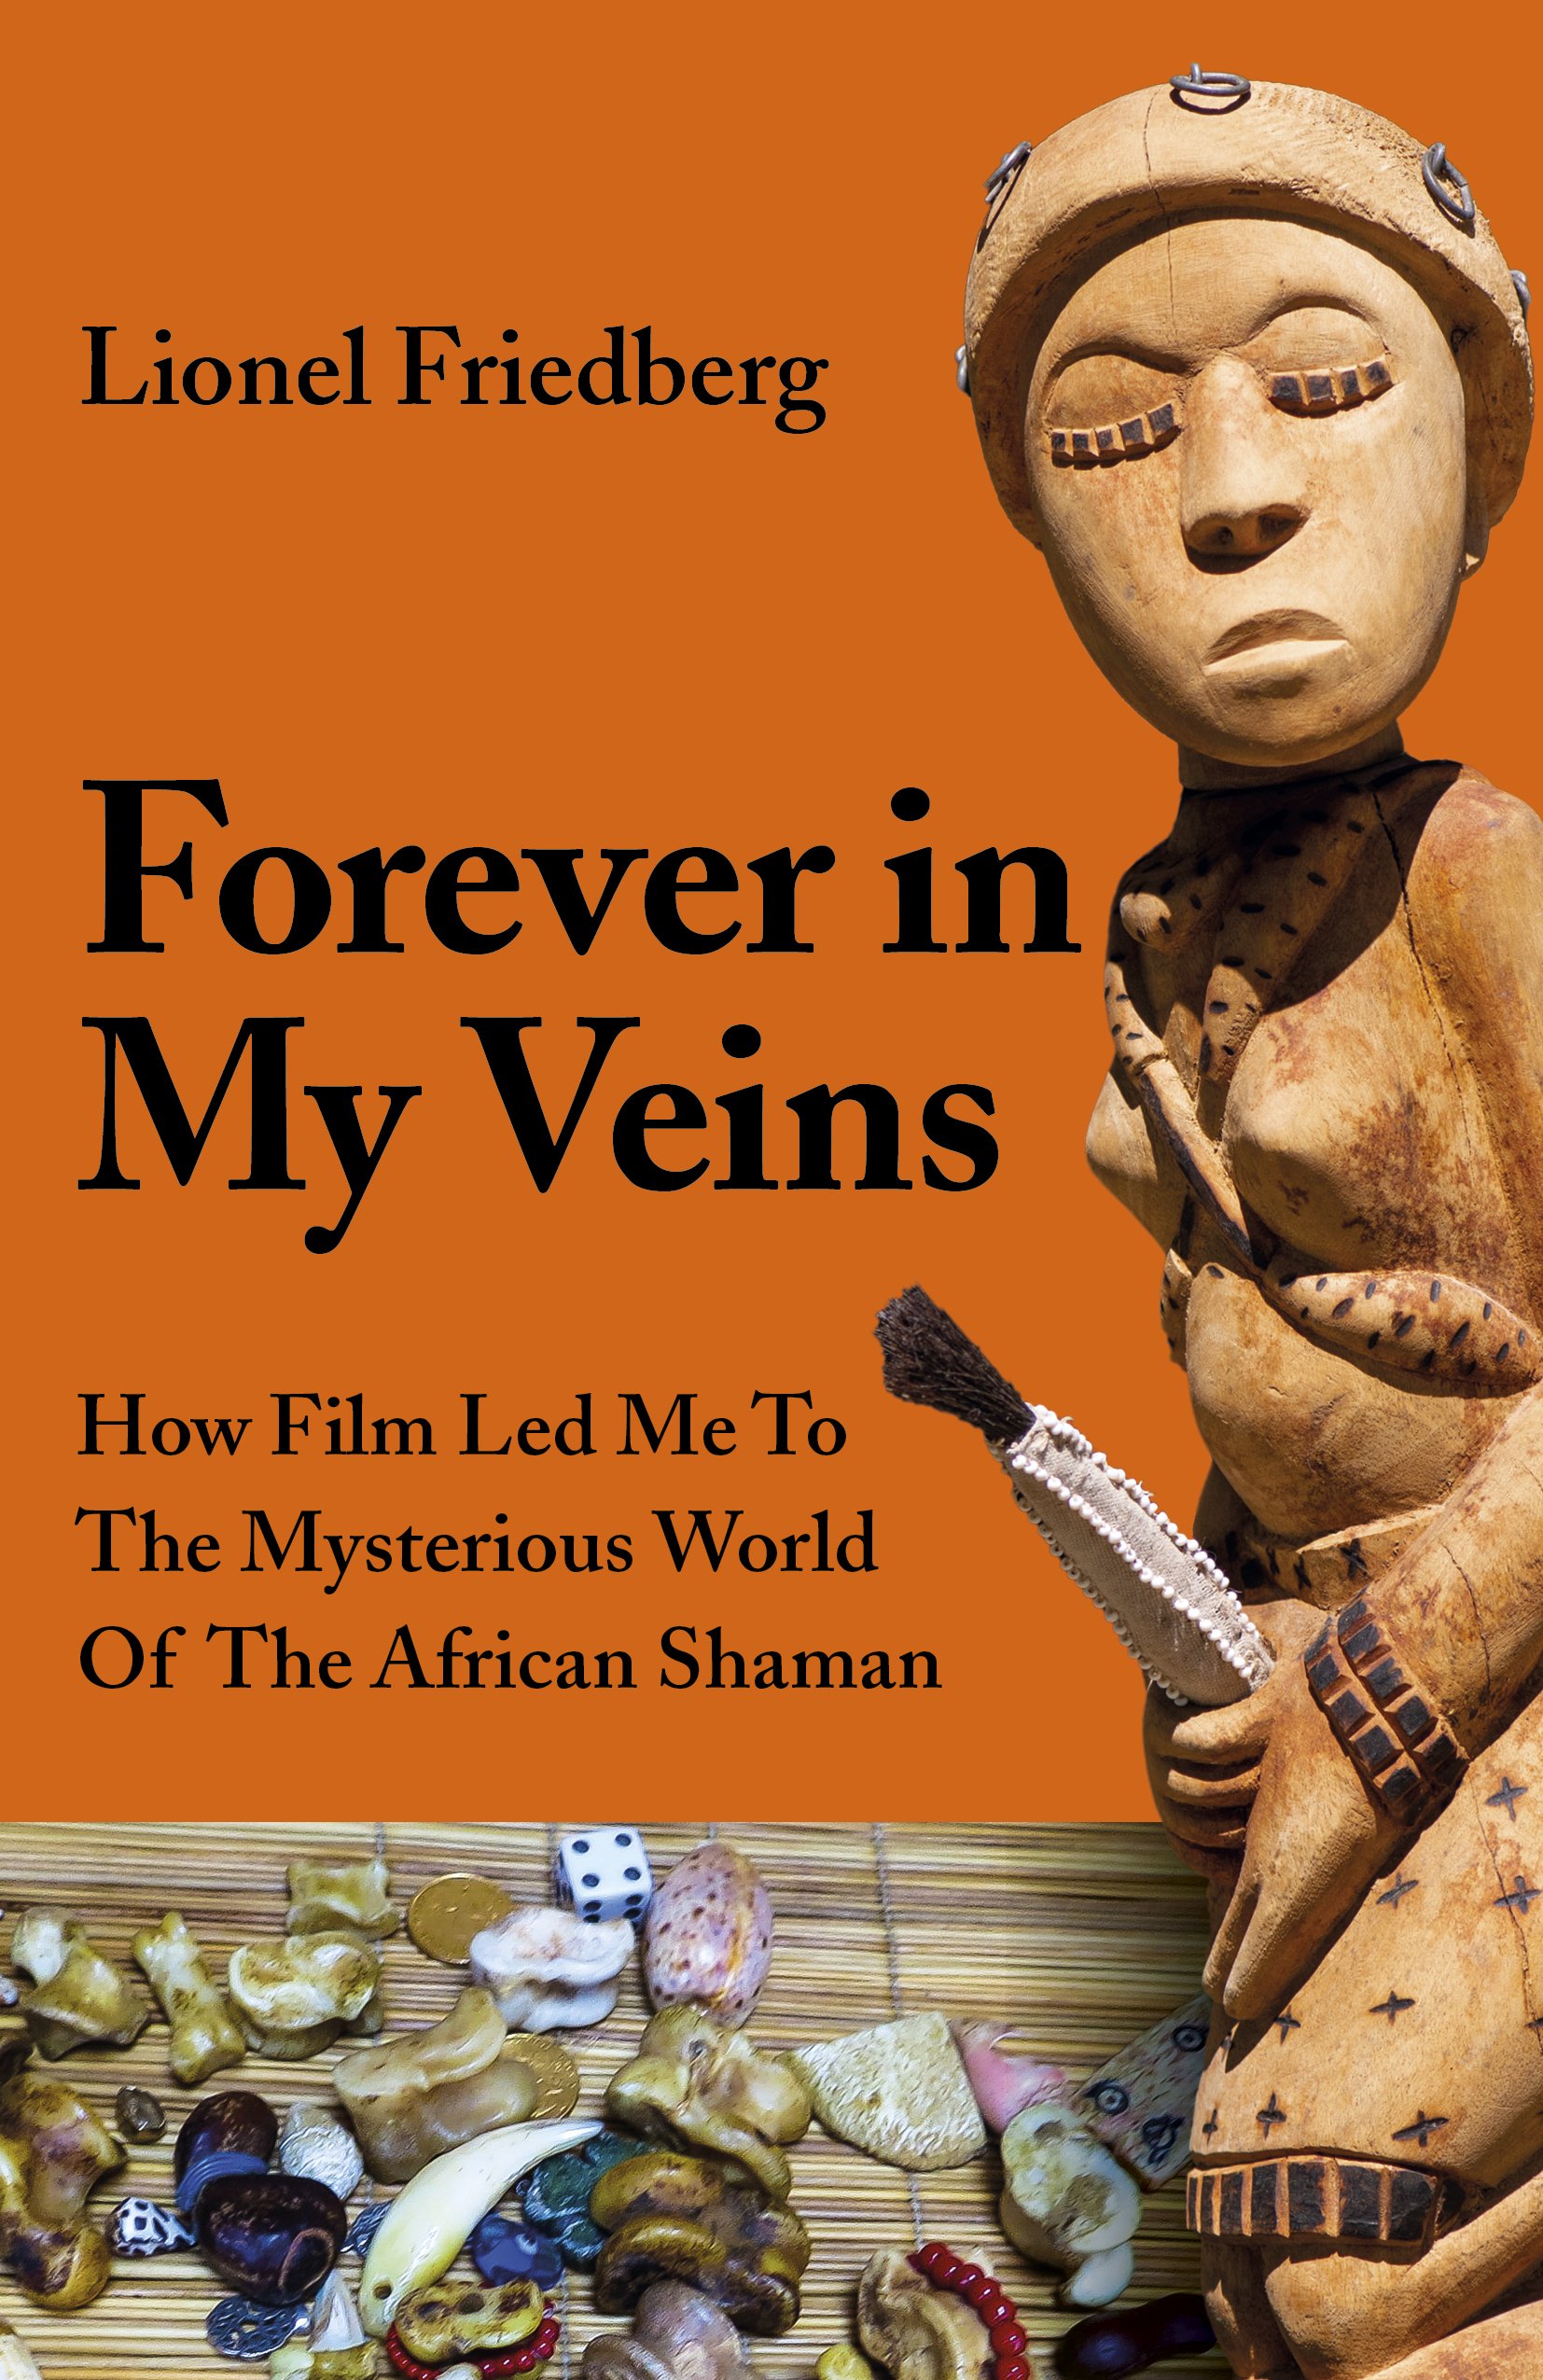 Lionel Friedberg
Forever in
My Veins
How Film Led Me To
The Mysterious World
Of The African Shaman